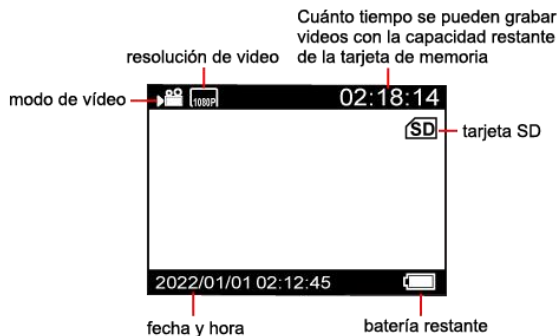 Cuánto tiempo se pueden grabar
videos con la capacidad restante
de la tarjeta de memoria
resolución de video
modo de vídeo
1080P
02:18:14
SD
tarjeta SD
2022/01/01 02:12:45
fecha y hora
batería restante